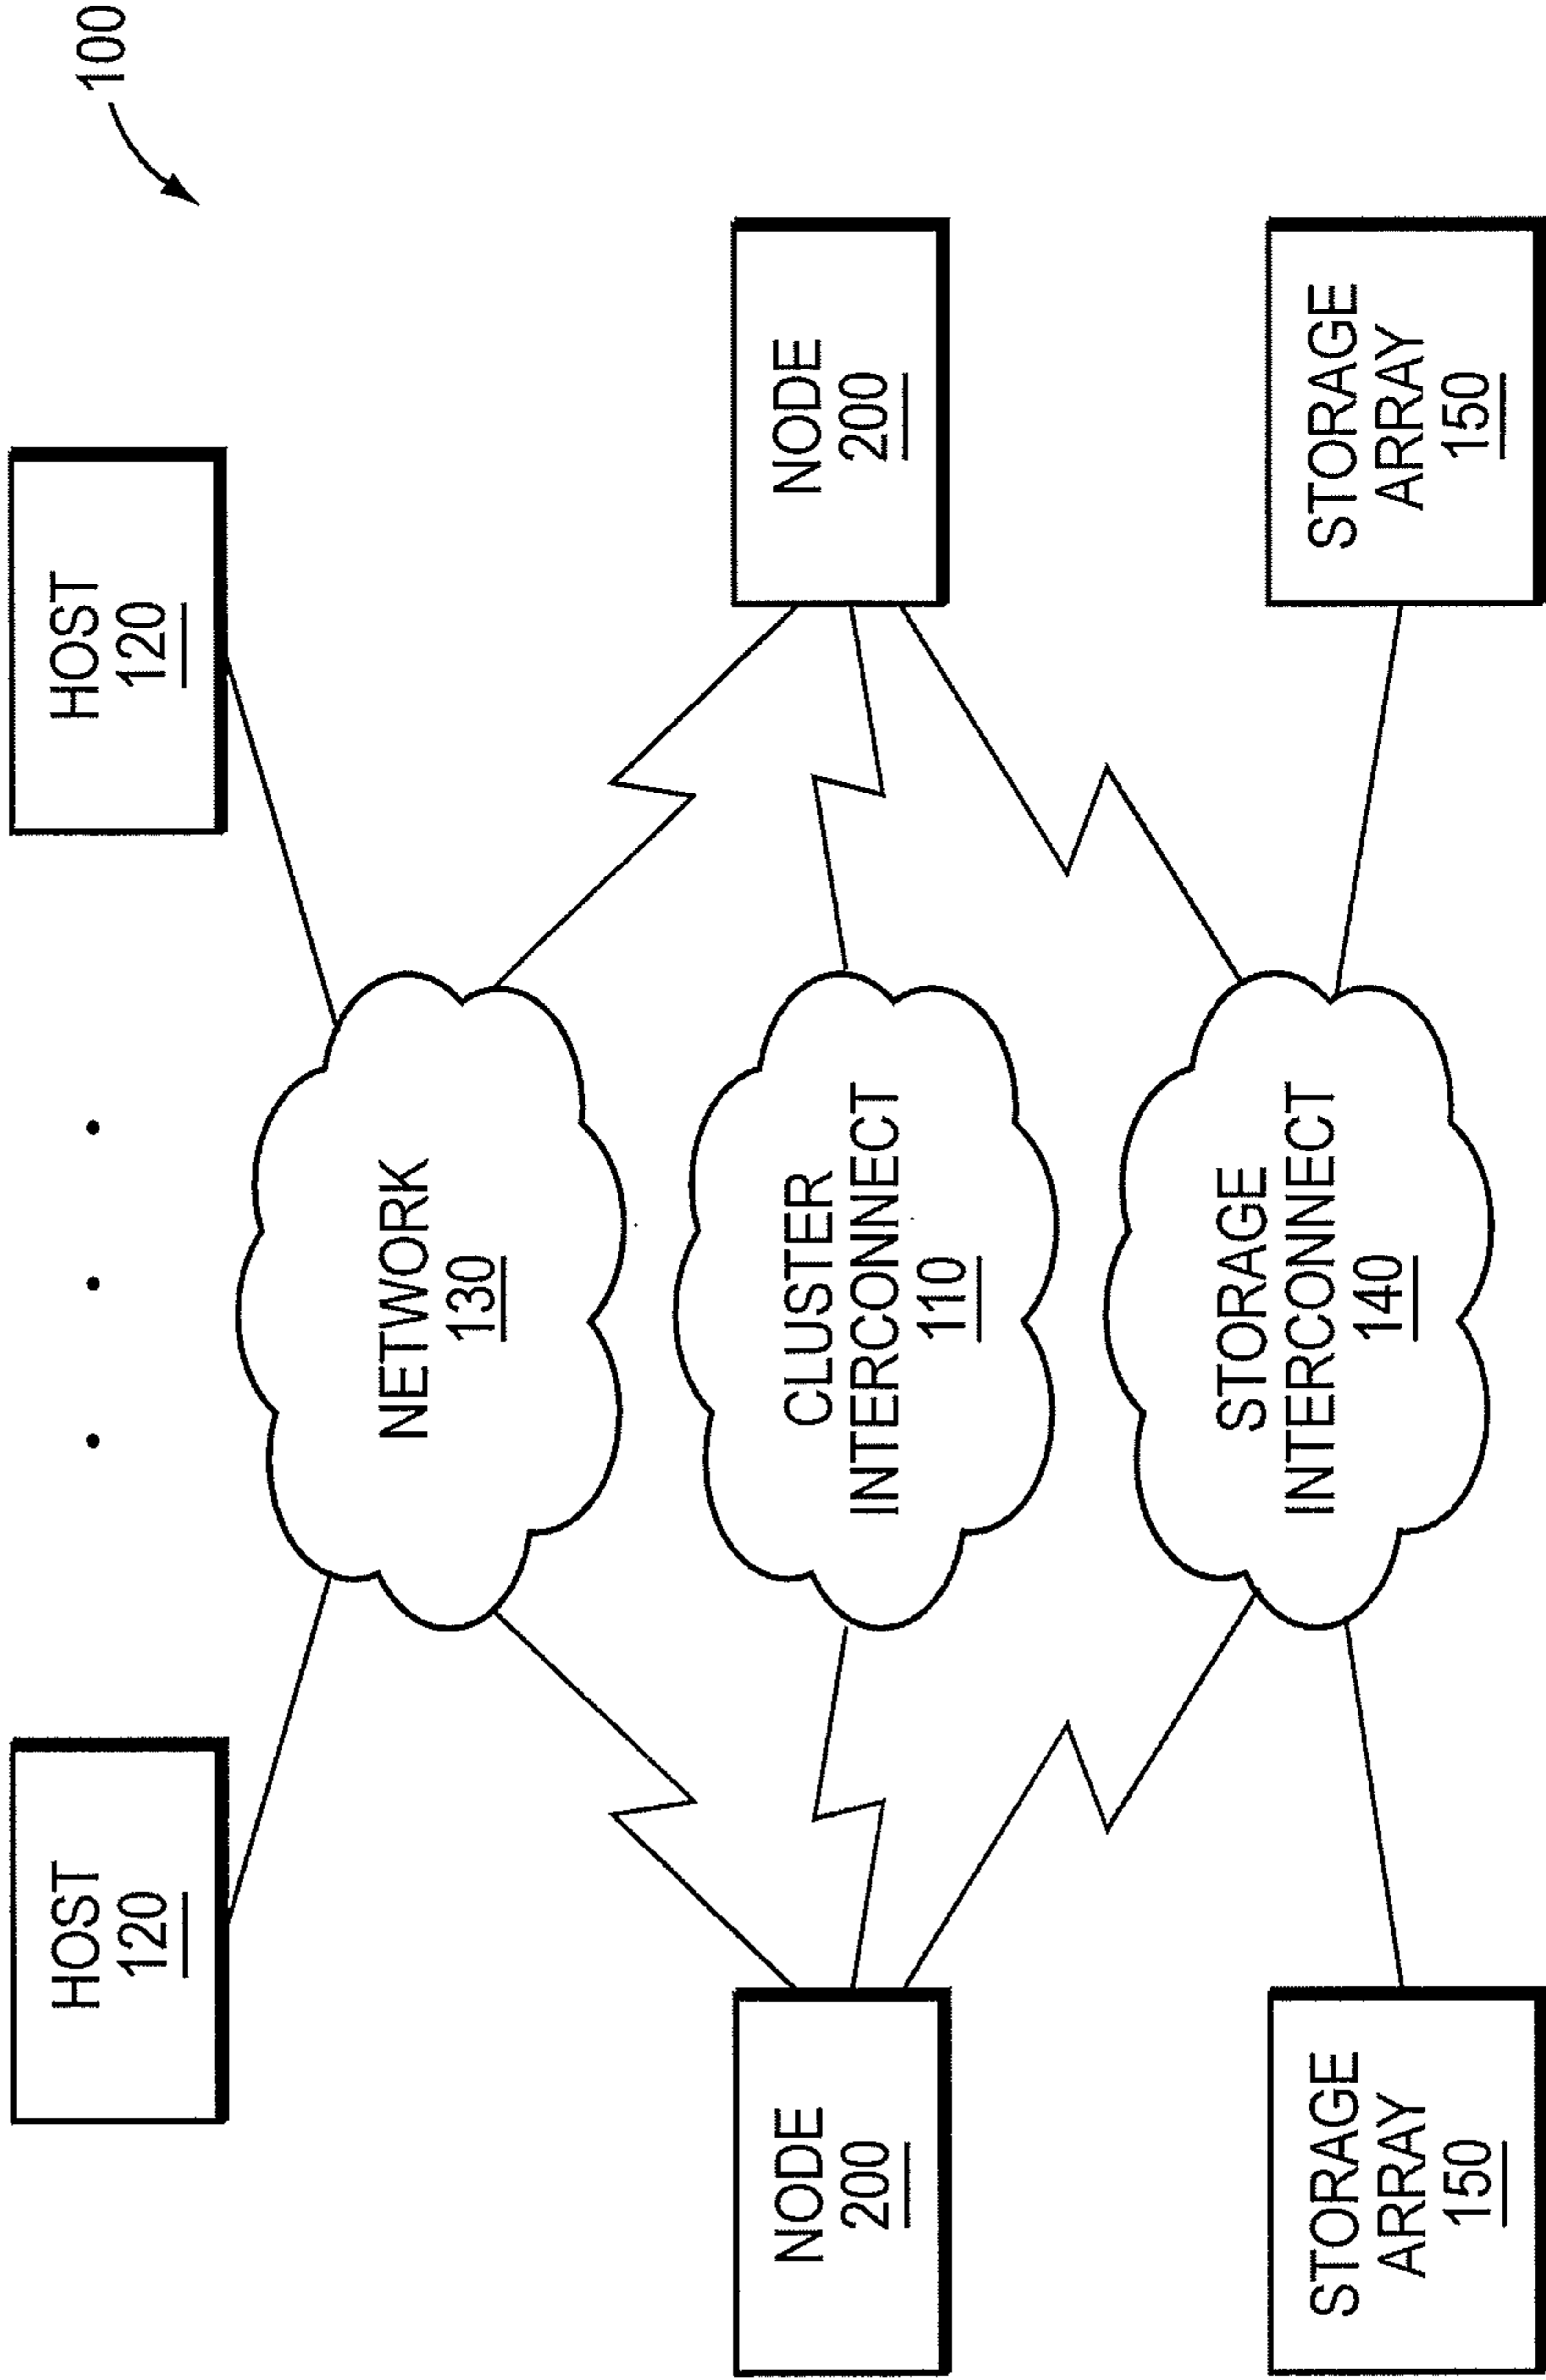 100
HOST
120
HOST
120
. . .
NETWORK
130
NODE
200
CLUSTER
INTERCONNECT
110
NODE
200
STORAGE
ARRAY
150
STORAGE
INTERCONNECT
140
STORAGE
ARRAY
150